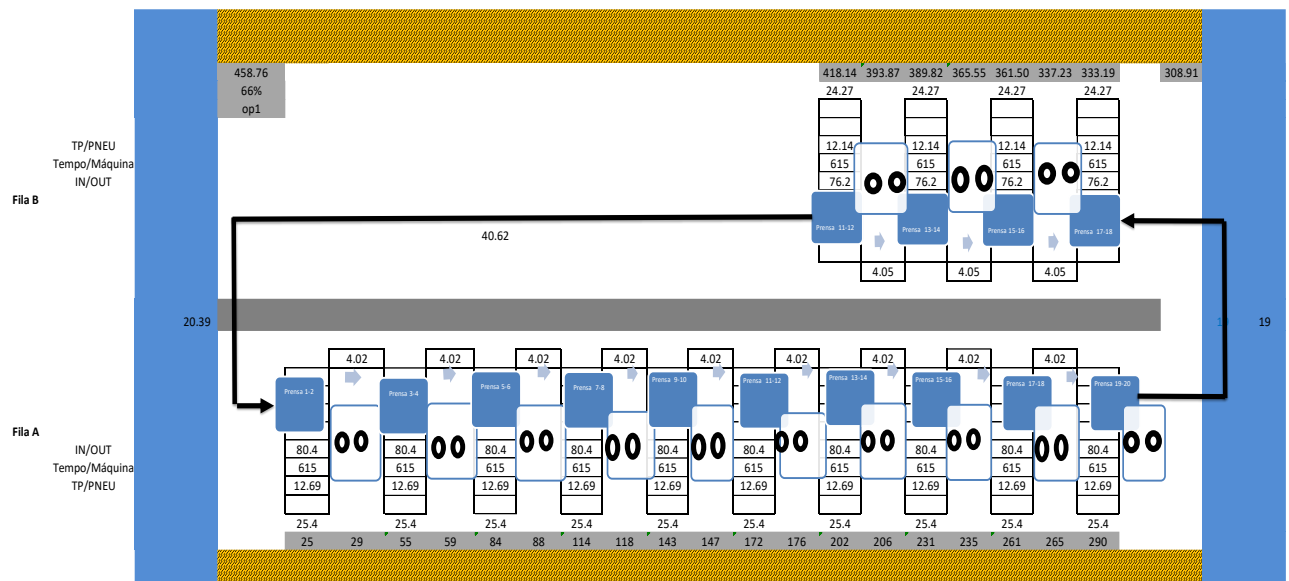 458.76 418.14 393.87 389.82 365.55 361.50 337.23 333.19 308.91
66% 24.27 24.27 24.27 24.27
op1
TP/PNEU 12.14 12.14 12.14 12.14
Tempo/Máquina 615 615 615 615
IN/OUT 76.2 76.2 76.2 76.2
Fila B
Prensa 11-12 Prensa 13-14 Prensa 15-16 Prensa 17-18
40.62
4.05 4.05 4.05
20.39 19
4.02 4.02 4.02 4.02 4.02 4.02 4.02 4.02 4.02
Prensa 1-2 Prensa 3-4 Prensa 5-6 Prensa 7-8 Prensa 9-10 Prensa 11-12 Prensa 13-14 Prensa 15-16 Prensa 17-18 Prensa 19-20
Fila A
IN/OUT 80.4 80.4 80.4 80.4 80.4 80.4 80.4 80.4 80.4 80.4
Tempo/Máquina 615 615 615 615 615 615 615 615 615 615
TP/PNEU 12.69 12.69 12.69 12.69 12.69 12.69 12.69 12.69 12.69 12.69
25.4 25.4 25.4 25.4 25.4 25.4 25.4 25.4 25.4 25.4
25 29 55 59 84 88 114 118 143 147 172 176 202 206 231 235 261 265 290